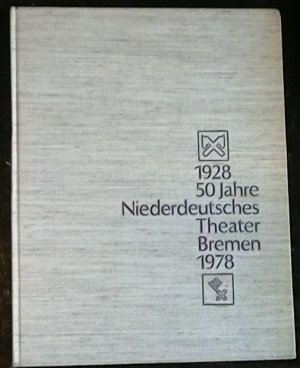 1928
50 Jahre
Niederdeutsches
Theater
Bremen
1978